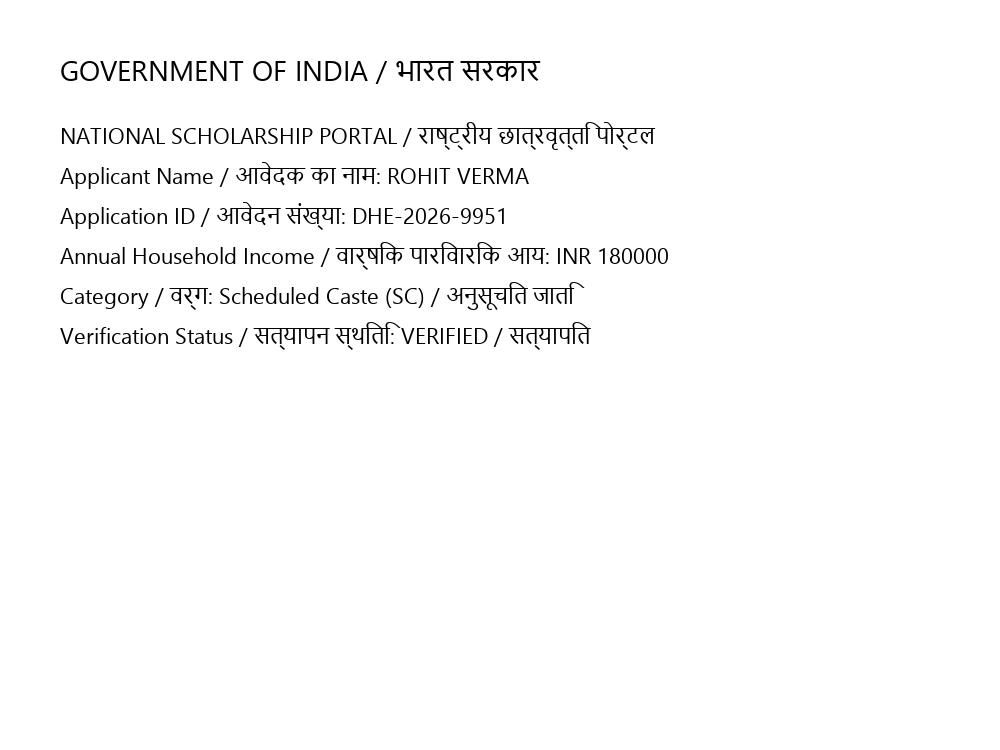 GOVERNMENT OF INDIA / भारत सरकार
NATIONAL SCHOLARSHIP PORTAL / राष्ट्रीय छात्रवृत्ति पोर्टल
Applicant Name / आवेदक का नाम: ROHIT VERMA
Application ID / आवेदन संख्या: DHE-2026-9951
Annual Household Income / वार्षिक पारिवारिक आय: INR 180000
Category / वर्ग: Scheduled Caste (SC) / अनुसूचित जाति
Verification Status / सत्यापन स्थिति: VERIFIED / सत्यापित